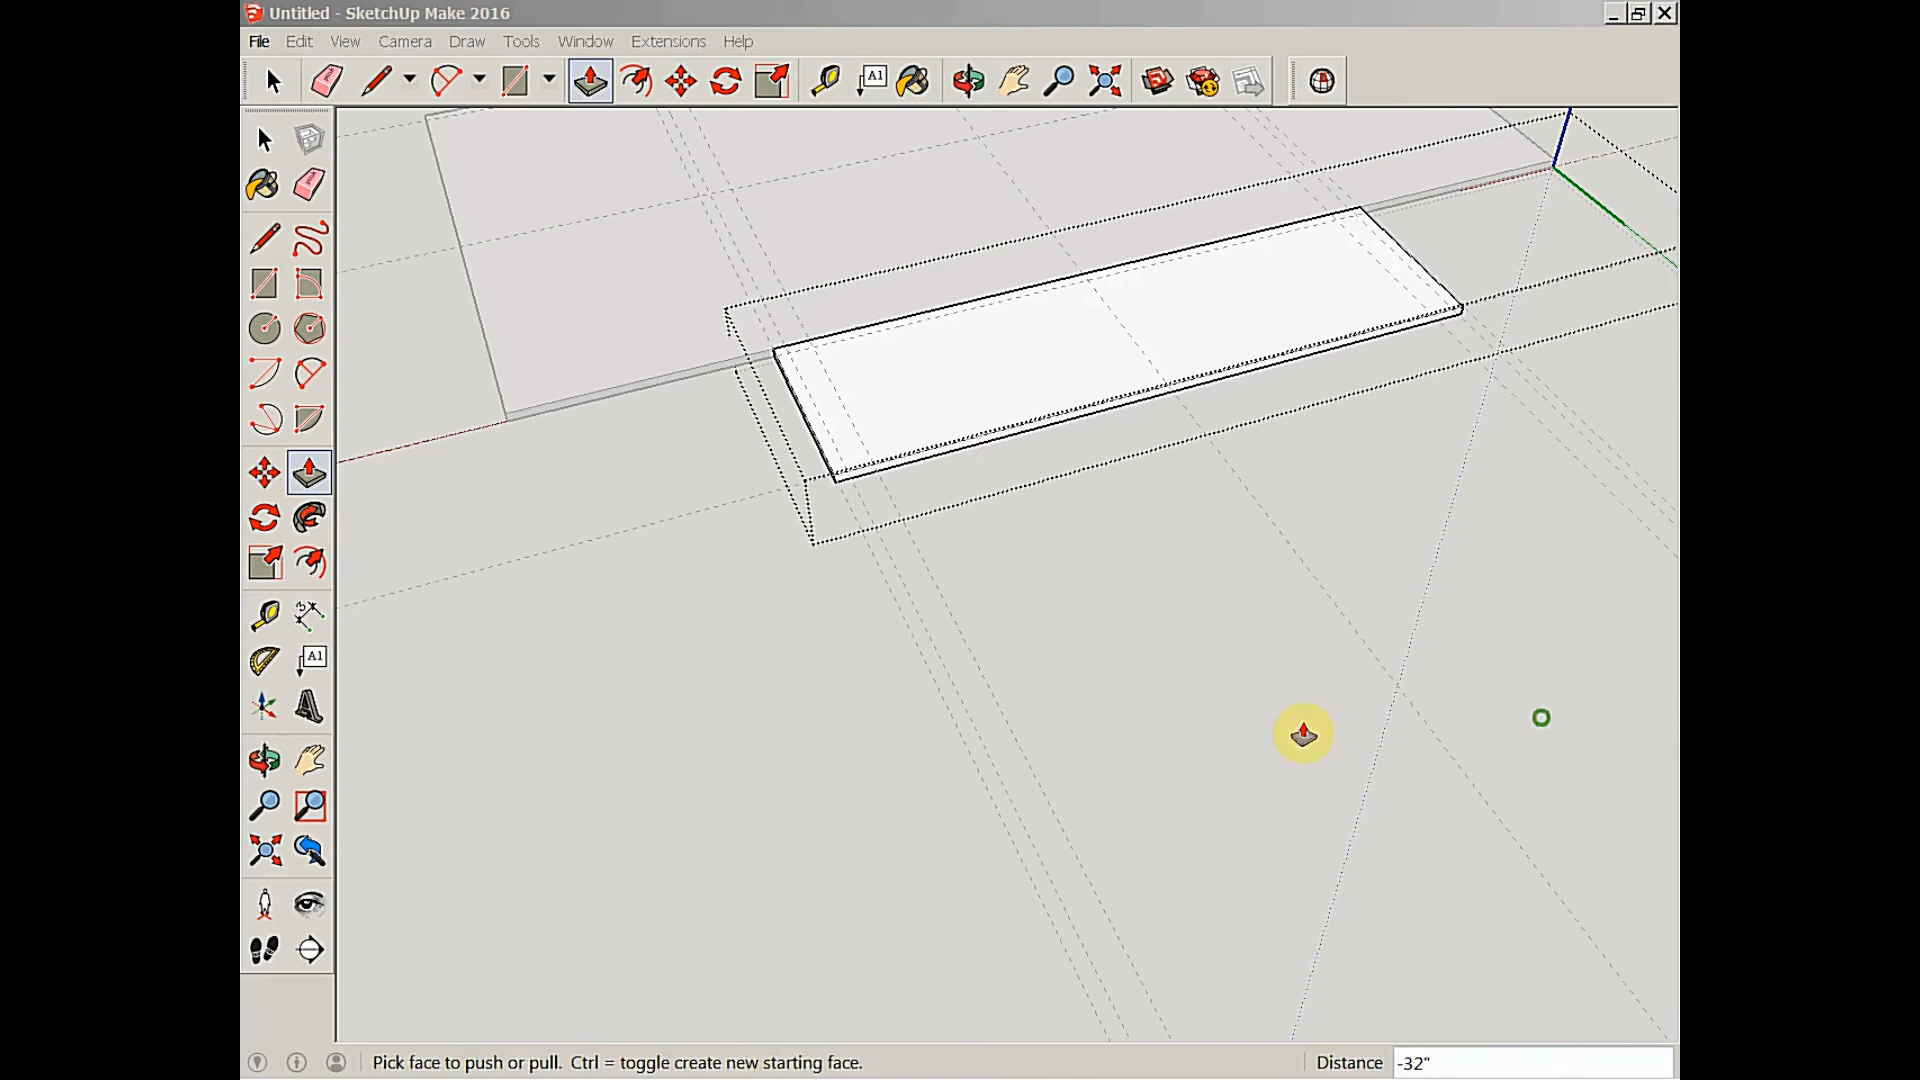 Untitled - SketchUp Make 2016
File Edit View Camera Draw Tools Window Extensions Help
A1
A1
Pick face to push or pull. Ctrl = toggle create new starting face.
Distance -32"